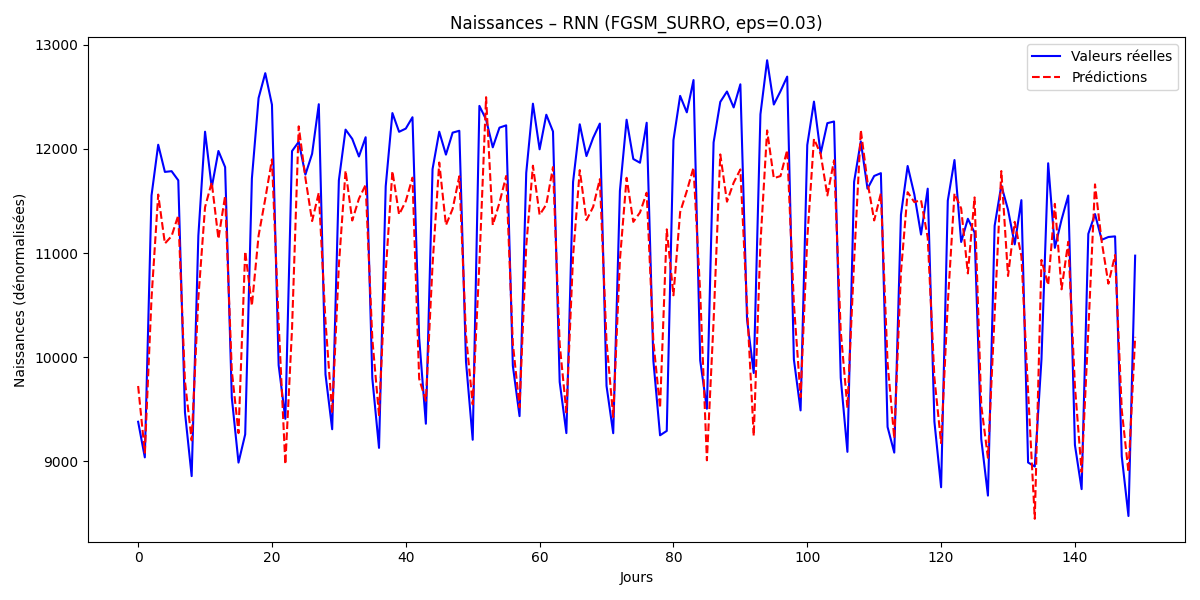 Naissances – RNN (FGSM_SURRO, eps=0.03)
Valeurs réelles
Prédictions
Naissances (dénormalisées)
13000
12000
11000
10000
9000
0 20 40 60 80 100 120 140
Jours